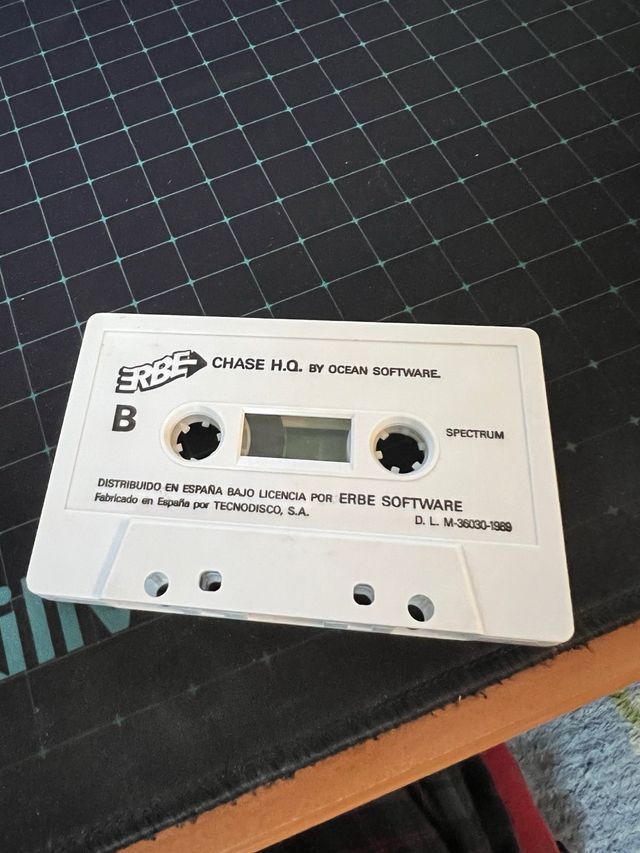 ERBE CHASE H.Q. BY OCEAN SOFTWARE.
B
SPECTRUM
DISTRIBUIDO EN ESPAÑA BAJO LICENCIA POR ERBE SOFTWARE
Fabricado en España por TECNODISCO, S.A.
D. L. M-36030-1989